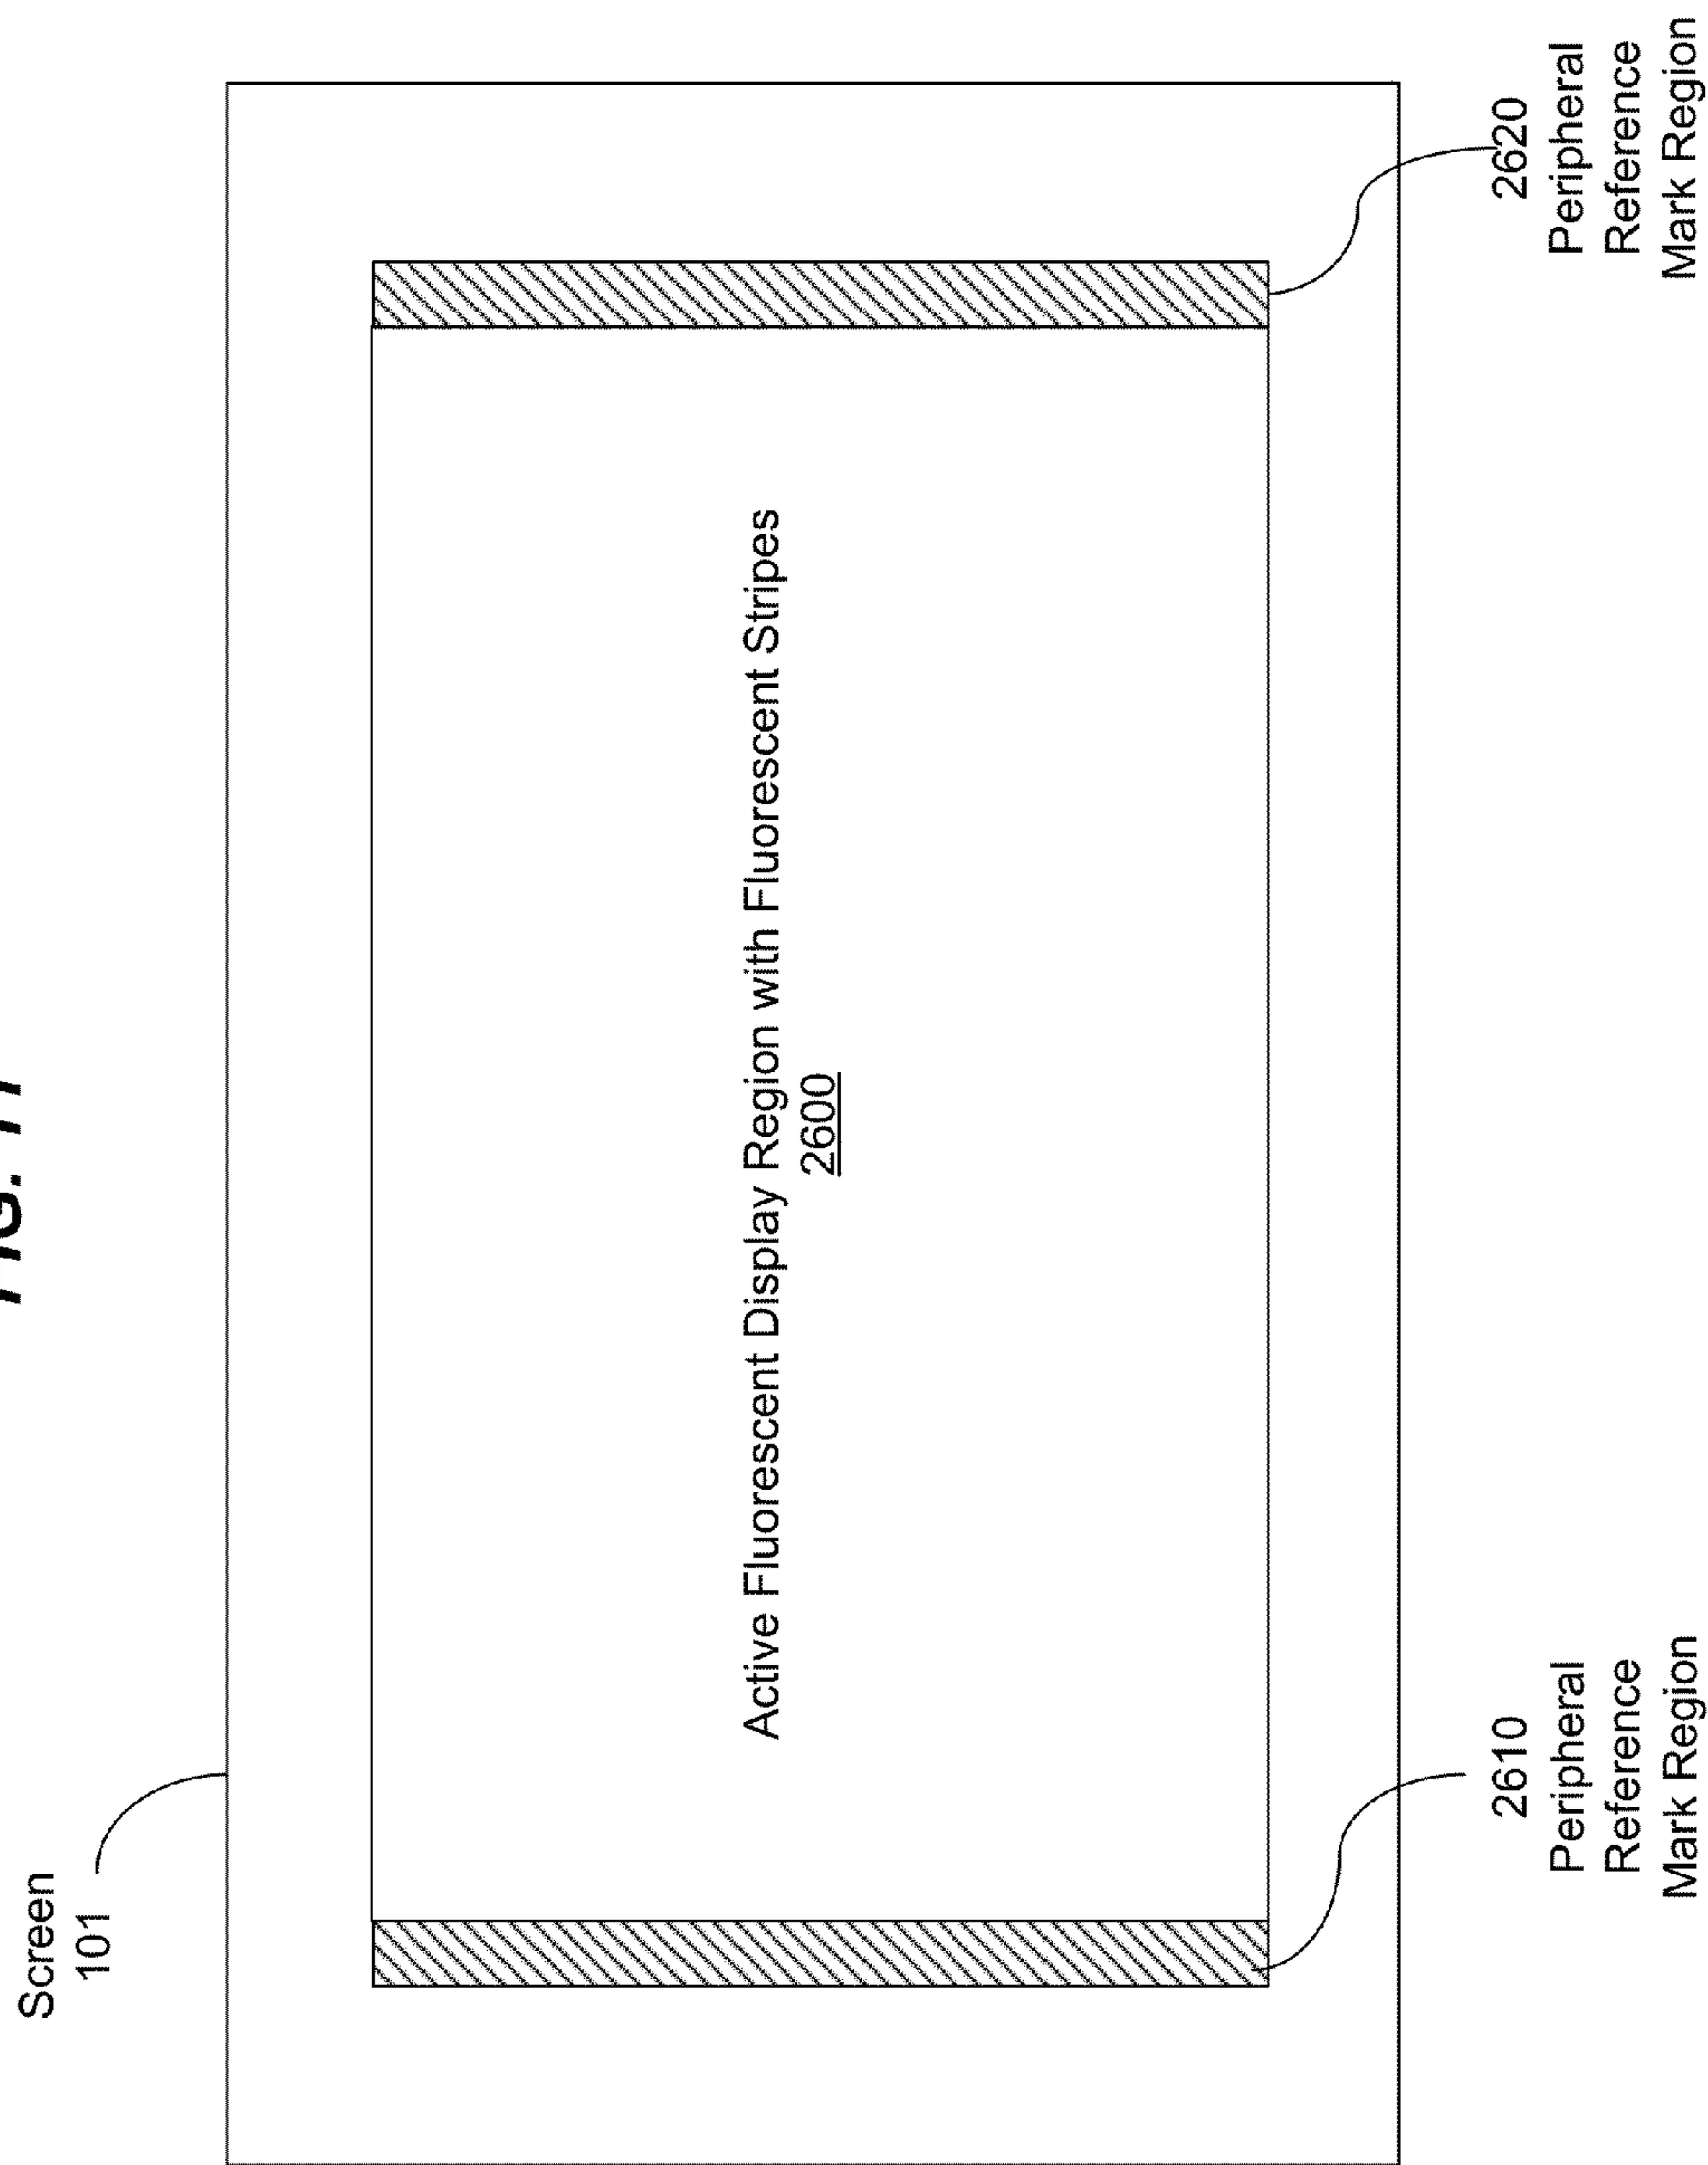 FIG.
Screen
101
Active Fluorescent Display Region with Fluorescent Stripes
2600
2610
Peripheral
Reference
Mark Region
2620
Peripheral
Reference
Mark Region